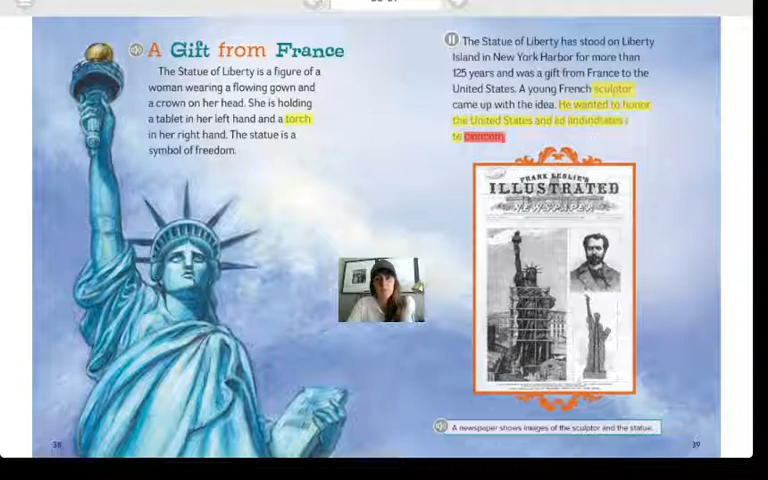 A Gift from France
The Statue of Liberty is a figure of a
woman wearing a flowing gown and
a crown on her head. She is holding
a tablet in her left hand and a torch
in her right hand. The statue is a
symbol of freedom.
38
The Statue of Liberty has stood on Liberty
Island in New York Harbor for more than
125 years and was a gift from France to the
United States. A young French sculptor
came up with the idea. He wanted to honor
the United States and
to
FRANK LESLIE'S
ILLUSTRATED
NEWSPAPER
A newspaper shows images of the sculptor and the statue.
39